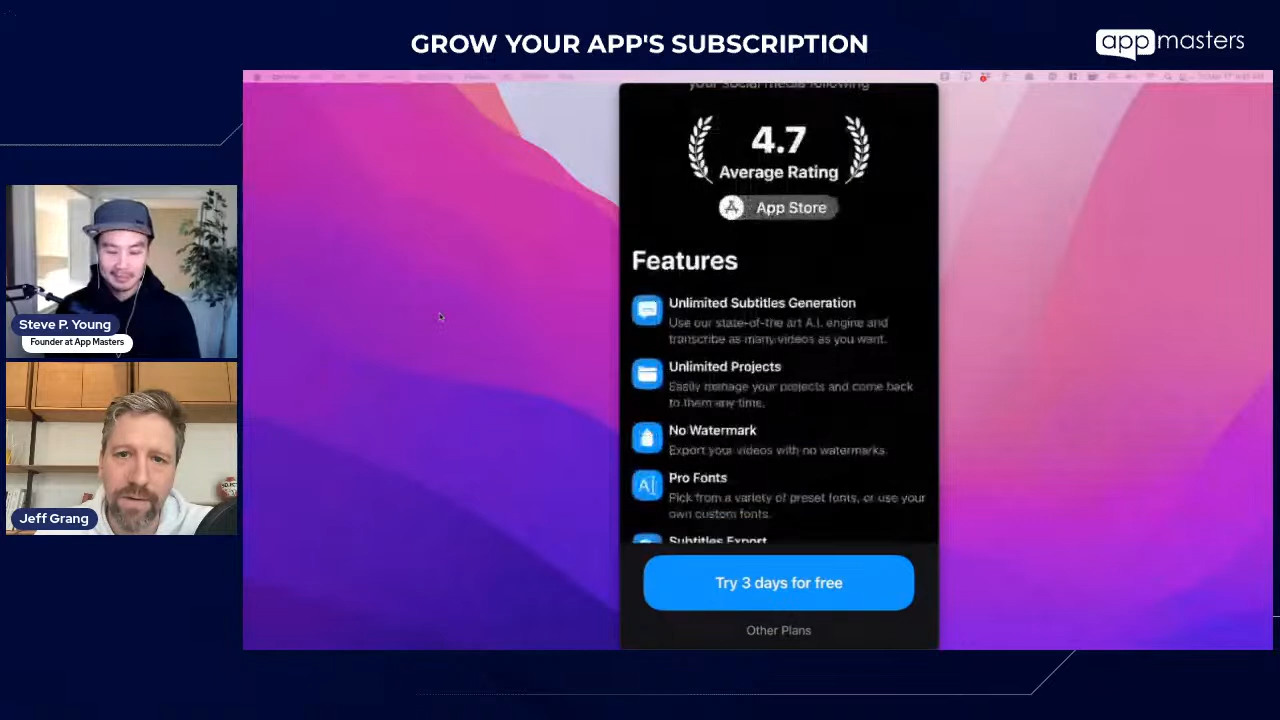 GROW YOUR APP'S SUBSCRIPTION
app masters
your social media following
4.7
Average Rating
App Store
Features
Unlimited Subtitles Generation
Use our state-of-the art A.I. engine and
transcribe as many videos as you want.
Unlimited Projects
Easily manage your projects and come back
to them any time.
No Watermark
Export your videos with no watermarks.
Pro Fonts
Pick from a variety of preset fonts, or use your
own custom fonts.
Subtitles Export
Try 3 days for free
Other Plans
Steve P. Young
Founder at App Masters
Jeff Grang